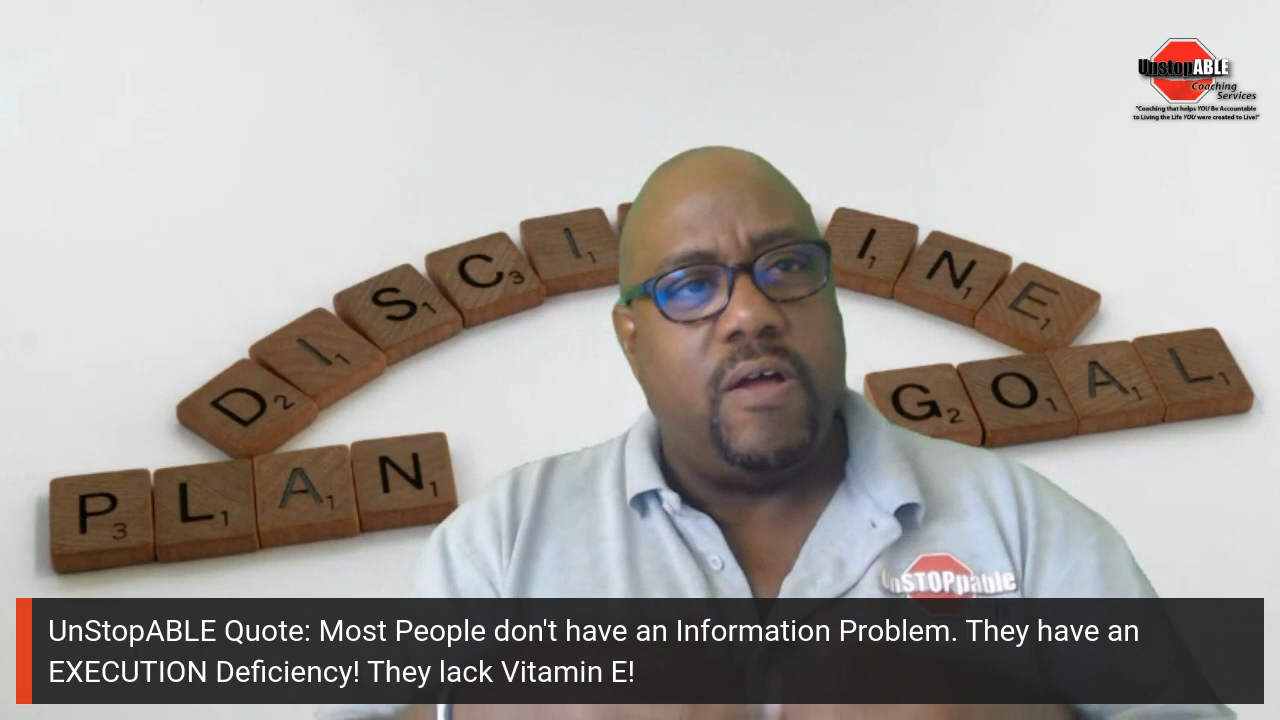 UnstopABLE
Coaching
Services
"Coaching that helps YOU Be Accountable
to Living the Life YOU were created to Live!"
DISCI INE
GOAL
PLAN
UnSTOPpable
UnStopABLE Quote: Most People don't have an Information Problem. They have an
EXECUTION Deficiency! They lack Vitamin E!